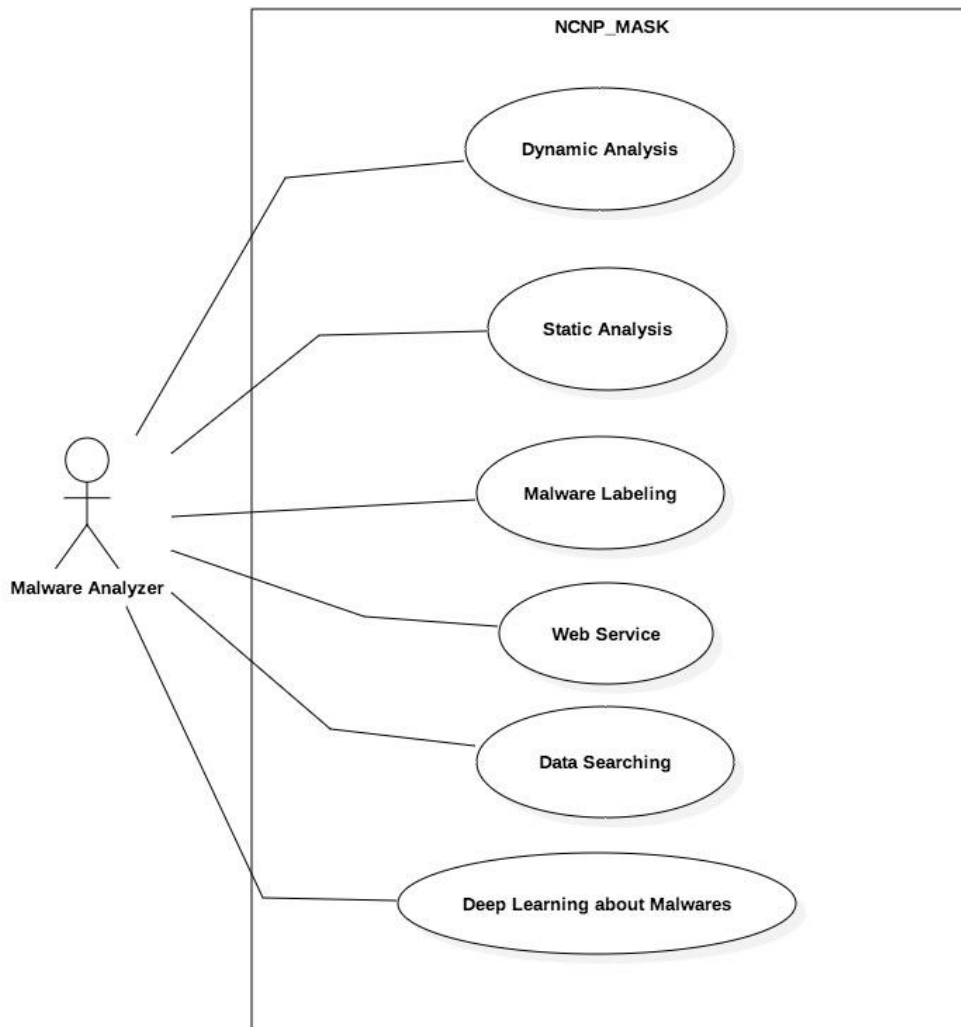 NCNP_MASK
Dynamic Analysis
Static Analysis
Malware Labeling
Malware Analyzer
Web Service
Data Searching
Deep Learning about Malwares